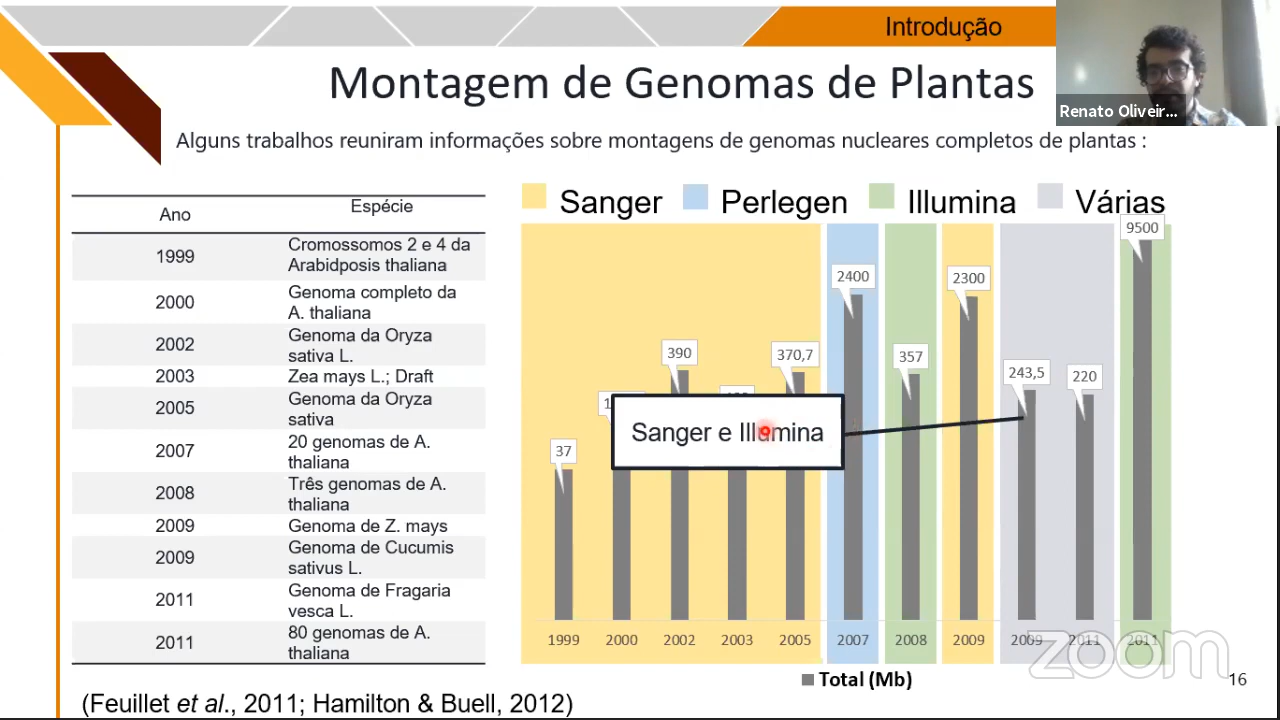 Introdução
Montagem de Genomas de Plantas
Renato Oliveir...
Alguns trabalhos reuniram informações sobre montagens de genomas nucleares completos de plantas :
Ano Espécie
1999 Cromossomos 2 e 4 da
Arabidposis thaliana
2000 Genoma completo da
A. thaliana
2002 Genoma da Oryza
sativa L.
2003 Zea mays L.; Draft
2005 Genoma da Oryza
sativa
2007 20 genomas de A.
thaliana
2008 Três genomas de A.
thaliana
2009 Genoma de Z. mays
2009 Genoma de Cucumis
sativus L.
2011 Genoma de Fragaria
vesca L.
2011 80 genomas de A.
thaliana
(Feuillet et al., 2011; Hamilton & Buell, 2012)
Sanger Perlegen Illumina Várias
9500
2400
2300
390
370,7
357
243,5
220
37
Sanger e Illumina
1999 2000 2002 2003 2005 2007 2008 2009 2009 2011 2011
Total (Mb)
zoom
16